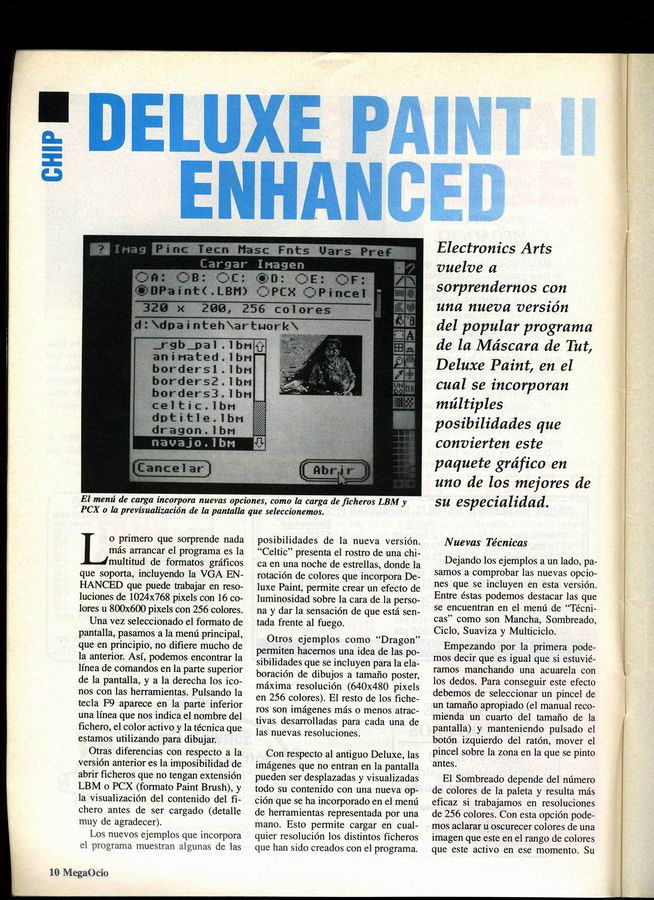 CHIP
DELUXE PAINT II
ENHANCED
? Imag Pinc Tecn Masc Fnts Vars Pref
Cargar Imagen
A: B: C: D: E: F:
DPaint(.LBM) PCX Pincel
320 x 200, 256 colores
d:\dpainteh\artwork\
_rgb_pal.lbm
animated.lbm
borders1.lbm
borders2.lbm
borders3.lbm
celtic.lbm
dptitle.lbm
dragon.lbm
navajo.lbm
Cancelar
Abrir
El menú de carga incorpora nuevas opciones, como la carga de ficheros LBM y
PCX o la previsualización de la pantalla que seleccionemos.
Electronics Arts
vuelve a
sorprendernos con
una nueva versión
del popular programa
de la Máscara de Tut,
Deluxe Paint, en el
cual se incorporan
múltiples
posibilidades que
convierten este
paquete gráfico en
uno de los mejores de
su especialidad.
Lo primero que sorprende nada
más arrancar el programa es la
multitud de formatos gráficos
que soporta, incluyendo la VGA EN-
HANCED que puede trabajar en reso-
luciones de 1024x768 pixels con 16 co-
lores u 800x600 pixels con 256 colores.
Una vez seleccionado el formato de
pantalla, pasamos a la menú principal,
que en principio, no difiere mucho de
la anterior. Así, podemos encontrar la
línea de comandos en la parte superior
de la pantalla, y a la derecha los ico-
nos con las herramientas. Pulsando la
tecla F9 aparece en la parte inferior
una línea que nos indica el nombre del
fichero, el color activo y la técnica que
estamos utilizando para dibujar.
Otras diferencias con respecto a la
versión anterior es la imposibilidad de
abrir ficheros que no tengan extensión
LBM o PCX (formato Paint Brush), y
la visualización del contenido del fi-
chero antes de ser cargado (detalle
muy de agradecer).
Los nuevos ejemplos que incorpora
el programa muestran algunas de las
posibilidades de la nueva versión.
“Celtic” presenta el rostro de una chi-
ca en una noche de estrellas, donde la
rotación de colores que incorpora De-
luxe Paint, permite crear un efecto de
luminosidad sobre la cara de la perso-
na y dar la sensación de que está sen-
tada frente al fuego.
Otros ejemplos como “Dragon”
permiten hacernos una idea de las po-
sibilidades que se incluyen para la ela-
boración de dibujos a tamaño poster,
máxima resolución (640x480 pixels
en 256 colores). El resto de los fiche-
ros son imágenes más o menos atrac-
tivas desarrolladas para cada una de
las nuevas resoluciones.
Con respecto al antiguo Deluxe, las
imágenes que no entran en la pantalla
pueden ser desplazadas y visualizadas
todo su contenido con una nueva op-
ción que se ha incorporado en el menú
de herramientas representada por una
mano. Esto permite cargar en cual-
quier resolución los distintos ficheros
que han sido creados con el programa.
Nuevas Técnicas
Dejando los ejemplos a un lado, pa-
samos a comprobar las nuevas opcio-
nes que se incluyen en esta versión.
Entre éstas podemos destacar las que
se encuentran en el menú de “Técni-
cas” como son Mancha, Sombreado,
Ciclo, Suaviza y Multiciclo.
Empezando por la primera pode-
mos decir que es igual que si estuvié-
ramos manchando una acuarela con
los dedos. Para conseguir este efecto
debemos de seleccionar un pincel de
un tamaño apropiado (el manual reco-
mienda un cuarto del tamaño de la
pantalla) y manteniendo pulsado el
botón izquierdo del ratón, mover el
pincel sobre la zona en la que se pinto
antes.
El Sombreado depende del número
de colores de la paleta y resulta más
eficaz si trabajamos en resoluciones
de 256 colores. Con esta opción pode-
mos aclarar u oscurecer colores de una
imagen que este en el rango de colores
que este activo en ese momento. Su
10 MegaOcio